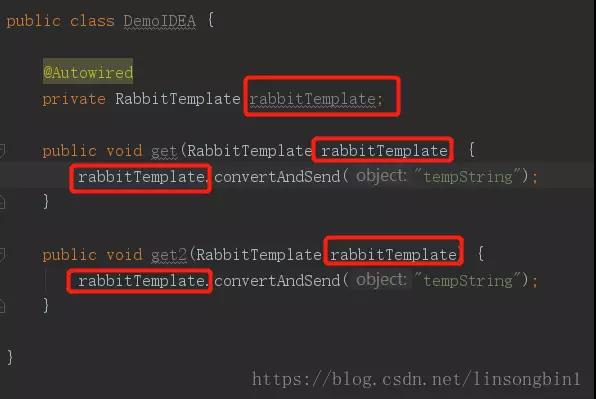 public class DemoIDEA {
@Autowired
private RabbitTemplate rabbitTemplate;
public void get(RabbitTemplate rabbitTemplate) {
rabbitTemplate.convertAndSend( object: "tempString");
}
public void get2(RabbitTemplate rabbitTemplate) {
rabbitTemplate.convertAndSend( object: "tempString");
}
}
https://blog.csdn.net/linsongbin1